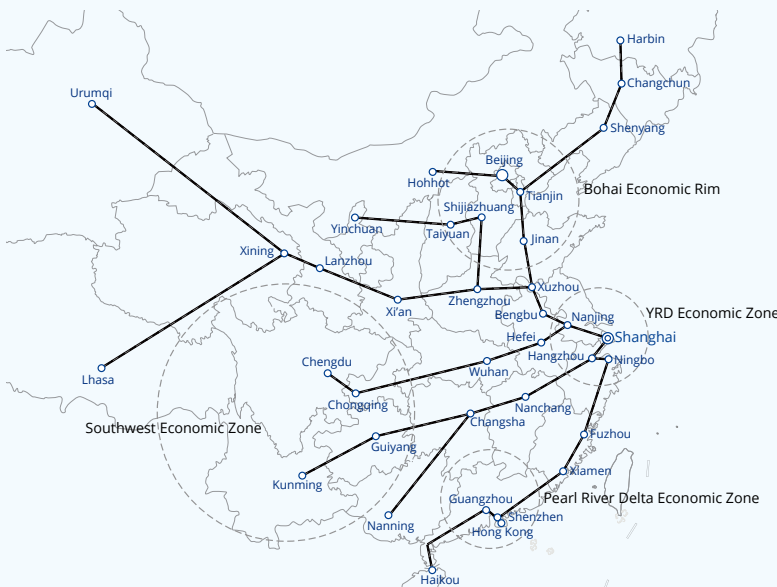 Harbin
Urumqi
Changchun
Shenyang
Beijing
Hohhot
Bohai Economic Rim
Tianjin
Shijiazhuang
Yinchuan
Taiyuan
Jinan
Xining
Lanzhou
Xuzhou
Zhengzhou
Xi'an
Bengbu
Nanjing
YRD Economic Zone
Hefei
Shanghai
Hangzhou
Ningbo
Chengdu
Wuhan
Lhasa
Chongqing
Nanchang
Changsha
Southwest Economic Zone
Fuzhou
Guiyang
Xiamen
Kunming
Guangzhou
Pearl River Delta Economic Zone
Shenzhen
Nanning
Hong Kong
Haikou